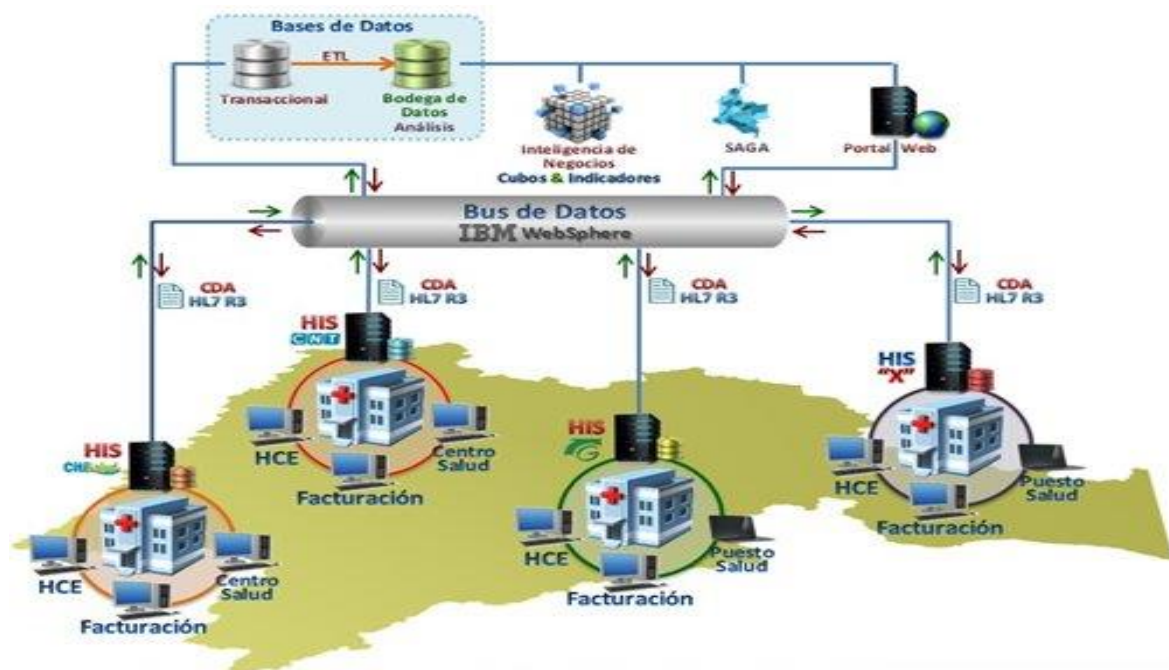 Bases de Datos
ETL
Transaccional
Bodega de
Datos
Análisis
Inteligencia de
Negocios
Cubos & Indicadores
SAGA
Portal Web
Bus de Datos
IBM WebSphere
CDA
HL7 R3
CDA
HL7 R3
CDA
HL7 R3
CDA
HL7 R3
HIS
CNT
HCE
Centro
Salud
Facturación
HIS
"X"
HCE
Puesto
Salud
Facturación
HIS
HCE
Centro
Salud
Facturación
HIS
G
HCE
Puesto
Salud
Facturación